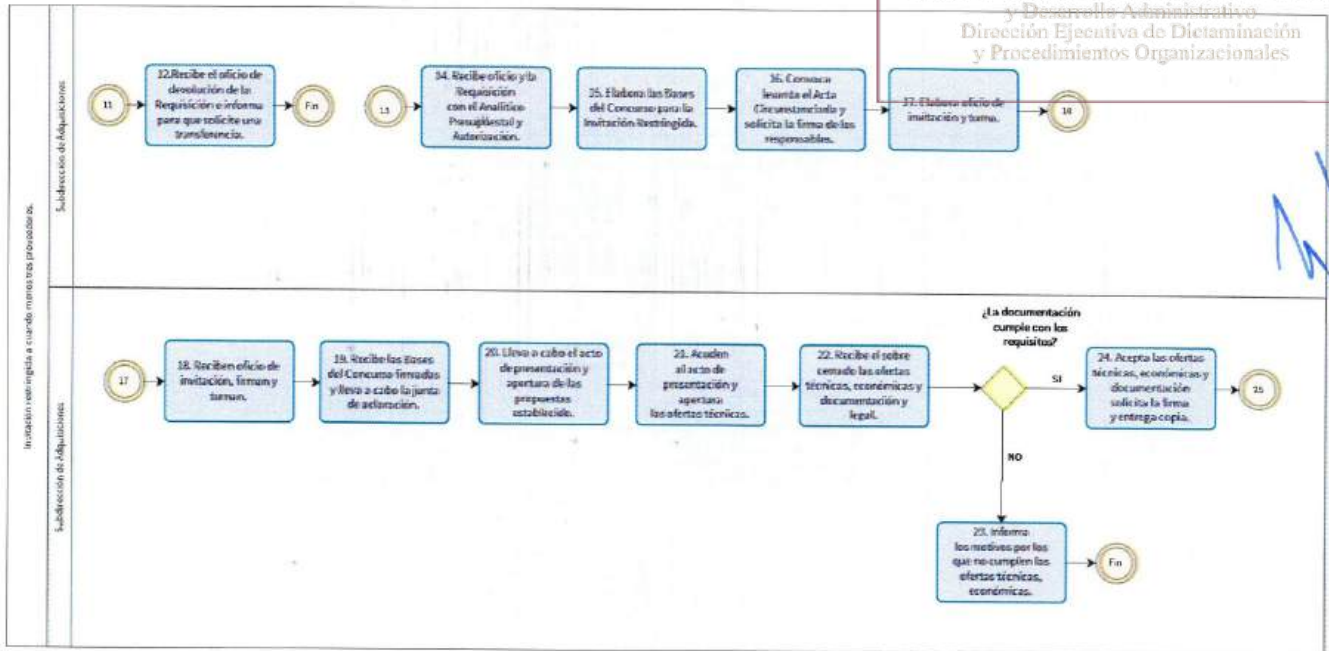 y Desarrollo Administrativo
Dirección Ejecutiva de Dictaminación
y Procedimientos Organizacionales
Invitación restringida a cuando menos tres proveedores.
Subdirección de Adquisiciones
11
12.Recibe el oficio de
devolución de la
Requisición e informa
para que solicite una
transferencia.
Fin
13
14. Recibe oficio y la
Requisición
con el Analítico
Presupuestal y
Autorización.
15. Elabora las Bases
del Concurso para la
Invitación Restringida.
16. Convoca
levanta el Acta
Circunstanciada y
solicita la firma de los
responsables.
17. Elabora oficio de
invitación y turna.
18
Subdirección de Adquisiciones
17
18. Reciben oficio de
invitación, firman y
turnan.
19. Recibe las Bases
del Concurso firmadas
y lleva a cabo la junta
de aclaración.
20. Lleva a cabo el acto
de presentación y
apertura de las
propuestas
establecido.
21. Acuden
al acto de
presentación y
apertura
las ofertas técnicas.
22. Recibe el sobre
cerrado las ofertas
técnicas, económicas y
documentación y
legal.
¿La documentación
cumple con los
requisitos?
SI
24. Acepta las ofertas
técnicas, económicas y
documentación
solicita la firma
y entrega copia.
25
NO
23. Informa
los motivos por los
que no cumplen las
ofertas técnicas,
económicas.
Fin